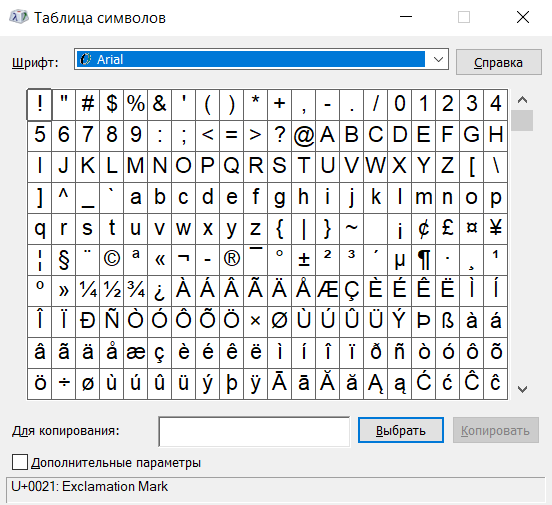 Таблица символов
Шрифт: Arial Справка
! " # $ % & ' ( ) * + , - . / 0 1 2 3 4
5 6 7 8 9 : ; < = > ? @ A B C D E F G H
I J K L M N O P Q R S T U V W X Y Z [ \
] ^ _ ` a b c d e f g h i j k l m n o p
q r s t u v w x y z { | } ~ ¡ ¢ £ ¤ ¥
¦ § ¨ © ª « ¬ - ® ¯ ° ± ² ³ ´ µ ¶ · ¸ ¹
º » ¼ ½ ¾ ¿ À Á Â Ã Ä Å Æ Ç È É Ê Ë Ì Í
Î Ï Ð Ñ Ò Ó Ô Õ Ö × Ø Ù Ú Û Ü Ý Þ ß à á
â ã ä å æ ç è é ê ë ì í î ï ð ñ ò ó ô õ
ö ÷ ø ù ú û ü ý þ ÿ Ā ā Ă ă Ą ą Ć ć Ĉ ĉ
Для копирования: Выбрать Копировать
Дополнительные параметры
U+0021: Exclamation Mark